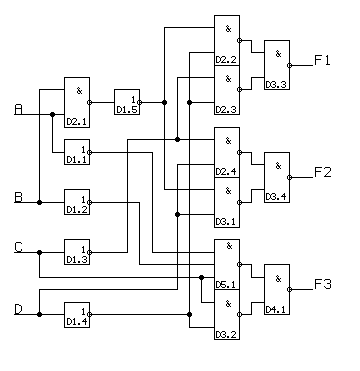 &
D2.2
&
D2.3
&
D3.3
F1
&
D2.1
1
D1.5
A
1
D1.1
&
D2.4
&
D3.1
&
D3.4
F2
B
1
D1.2
C
1
D1.3
&
D5.1
&
D3.2
&
D4.1
F3
D
1
D1.4